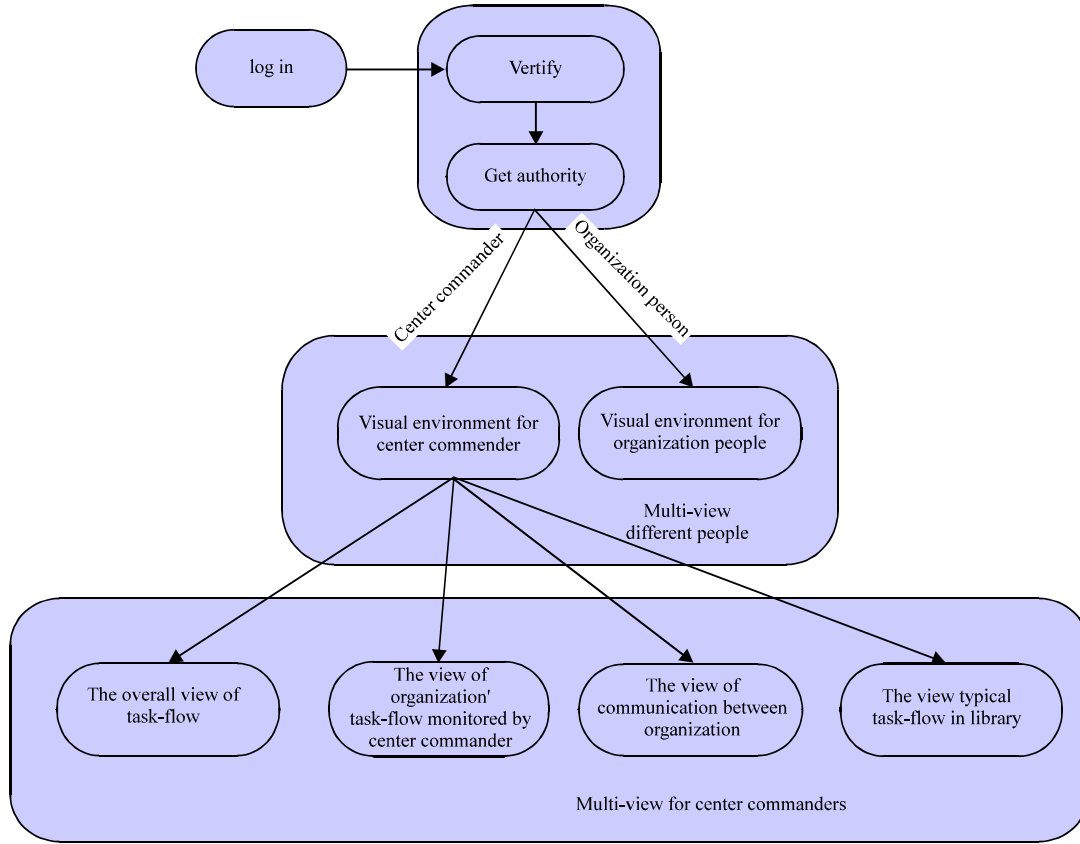 log in
Vertify
Get authority
Center commander
Organization person
Visual environment for
center commender
Visual environment for
organization people
Multi-view
different people
The overall view of
task-flow
The view of
organization'
task-flow monitored by
center commander
The view of
communication between
organization
The view typical
task-flow in library
Multi-view for center commanders